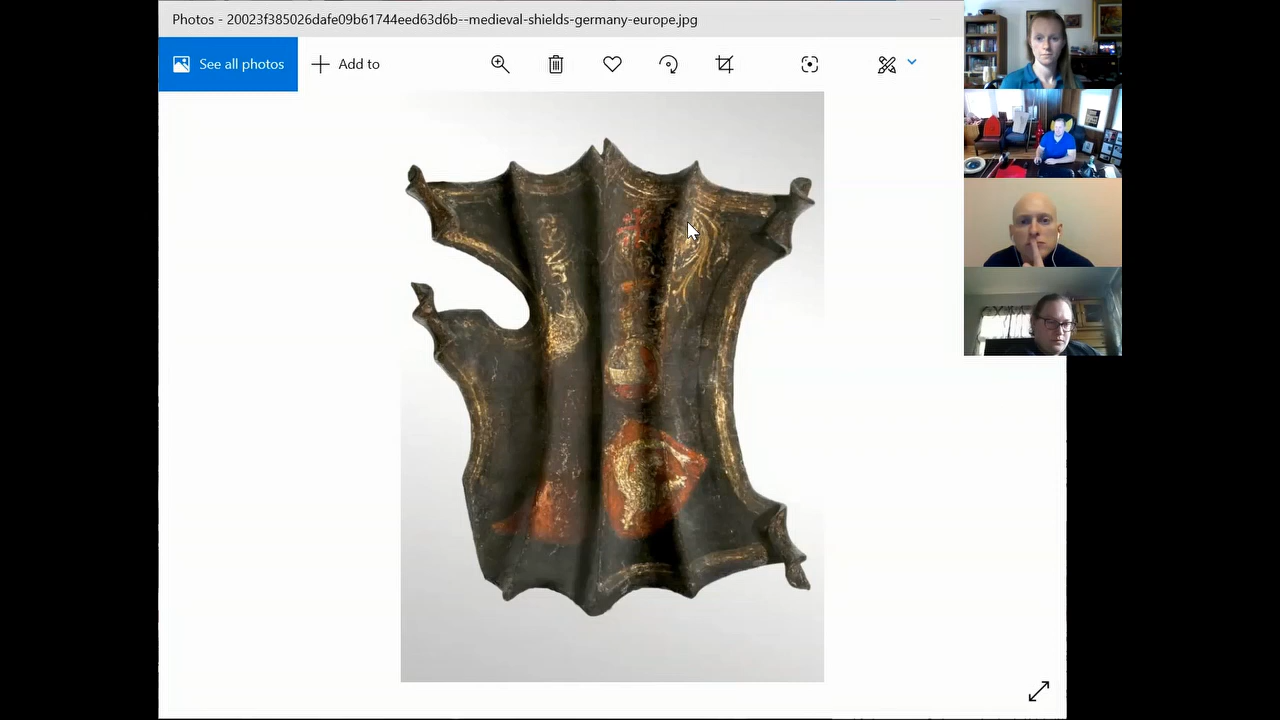 Photos - 20023f385026dafe09b61744eed63d6b--medieval-shields-germany-europe.jpg
See all photos
Add to